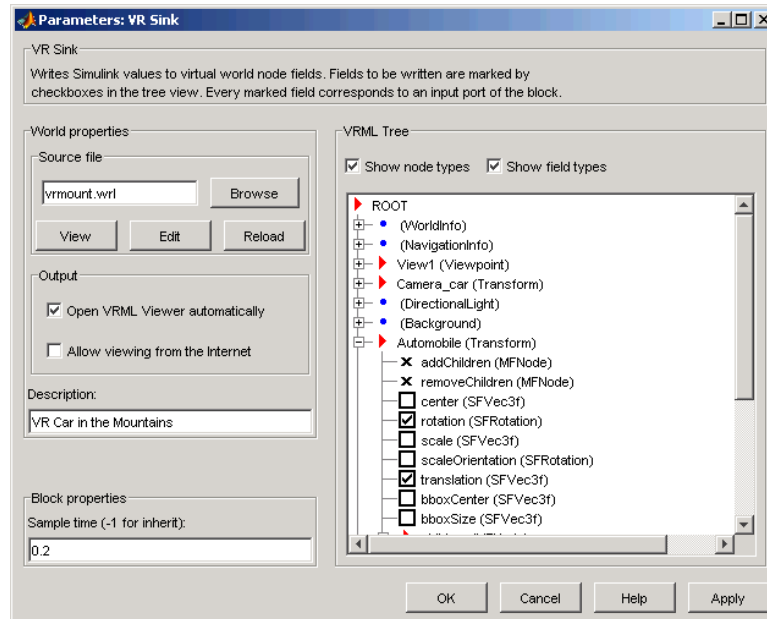 Parameters: VR Sink
VR Sink
Writes Simulink values to virtual world node fields. Fields to be written are marked by
checkboxes in the tree view. Every marked field corresponds to an input port of the block.
World properties
Source file
vrmount.wrl
Browse
View
Edit
Reload
Output
Open VRML Viewer automatically
Allow viewing from the Internet
Description:
VR Car in the Mountains
Block properties
Sample time (-1 for inherit):
0.2
VRML Tree
Show node types
Show field types
ROOT
(WorldInfo)
(NavigationInfo)
View1 (Viewpoint)
Camera_car (Transform)
(DirectionalLight)
(Background)
Automobile (Transform)
addChildren (MFNode)
removeChildren (MFNode)
center (SFVec3f)
rotation (SFRotation)
scale (SFVec3f)
scaleOrientation (SFRotation)
translation (SFVec3f)
bboxCenter (SFVec3f)
bboxSize (SFVec3f)
OK
Cancel
Help
Apply